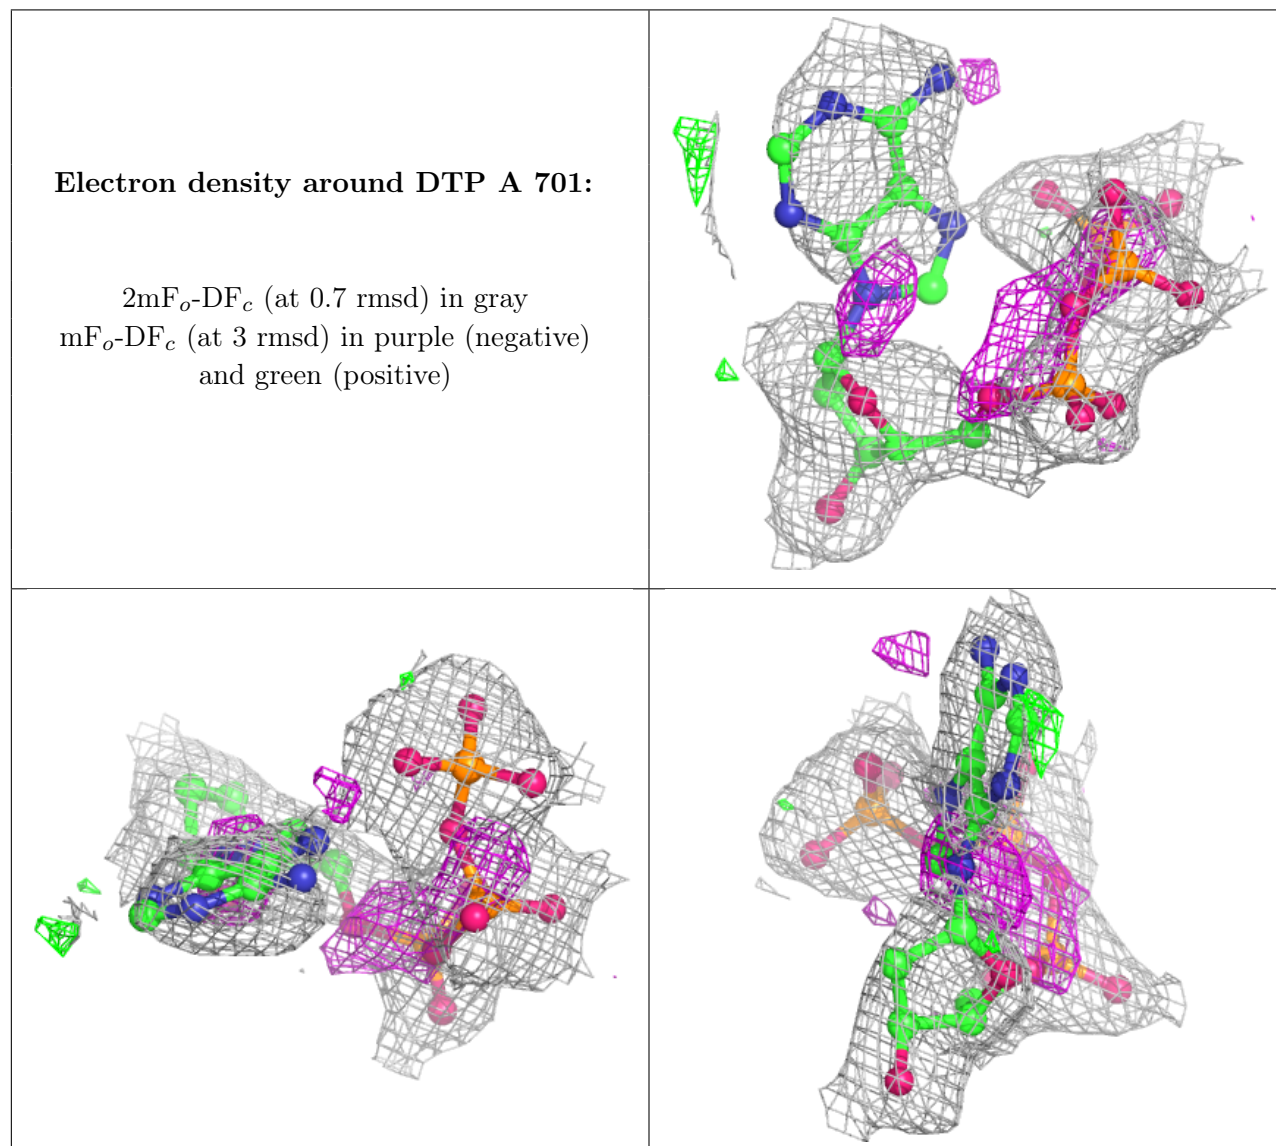 Electron density around DTP A 701:
2mFo-DFc (at 0.7 rmsd) in gray
mFo-DFc (at 3 rmsd) in purple (negative)
and green (positive)